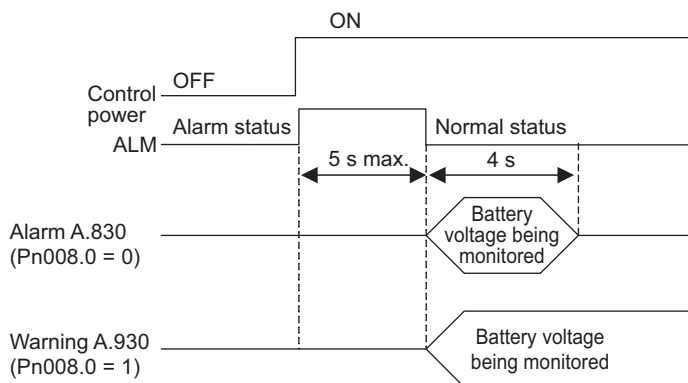 ON
OFF
Control
power
ALM
Alarm status
Normal status
5 s max.
4 s
Alarm A.830
(Pn008.0 = 0)
Battery
voltage being
monitored
Warning A.930
(Pn008.0 = 1)
Battery voltage
being monitored